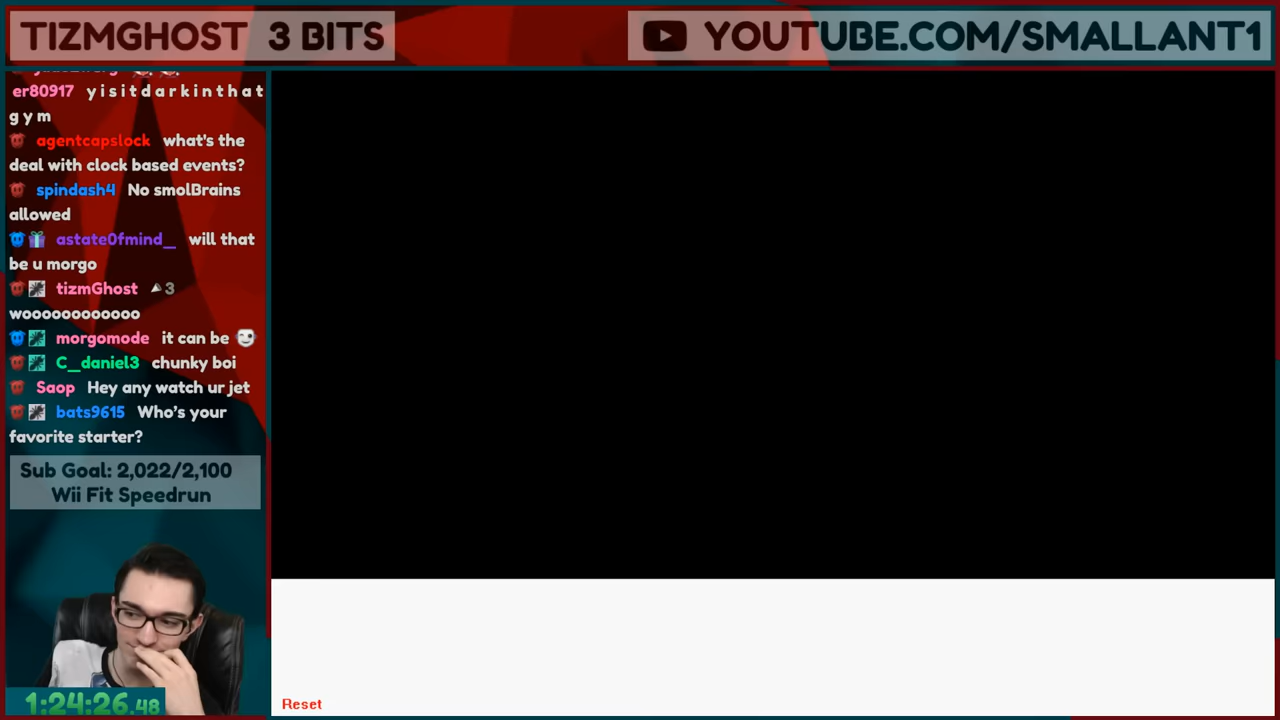 TIZMGHOST 3 BITS
YOUTUBE.COM/SMALLANT1
er80917 y i s i t d a r k i n t h a t
g y m
agentcapslock what's the
deal with clock based events?
spindash4 No smolBrains
allowed
astate0fmind_ will that
be u morgo
tizmGhost 3
woooooooooooo
morgomode it can be
C_daniel3 chunky boi
Saop Hey any watch ur jet
bats9615 Who's your
favorite starter?
Sub Goal: 2,022/2,100
Wii Fit Speedrun
1:24:26.48
Reset